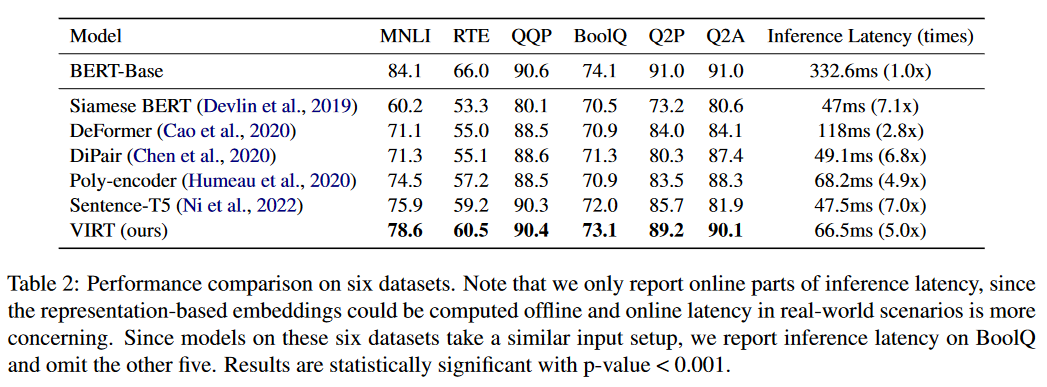 Model MNLI RTE QQP BoolQ Q2P Q2A Inference Latency (times)
BERT-Base 84.1 66.0 90.6 74.1 91.0 91.0 332.6ms (1.0x)
Siamese BERT (Devlin et al., 2019) 60.2 53.3 80.1 70.5 73.2 80.6 47ms (7.1x)
DeFormer (Cao et al., 2020) 71.1 55.0 88.5 70.9 84.0 84.1 118ms (2.8x)
DiPair (Chen et al., 2020) 71.3 55.1 88.6 71.3 80.3 87.4 49.1ms (6.8x)
Poly-encoder (Humeau et al., 2020) 74.5 57.2 88.5 70.9 83.5 88.3 68.2ms (4.9x)
Sentence-T5 (Ni et al., 2022) 75.9 59.2 90.3 72.0 85.7 81.9 47.5ms (7.0x)
VIRT (ours) 78.6 60.5 90.4 73.1 89.2 90.1 66.5ms (5.0x)
Table 2: Performance comparison on six datasets. Note that we only report online parts of inference latency, since
the representation-based embeddings could be computed offline and online latency in real-world scenarios is more
concerning. Since models on these six datasets take a similar input setup, we report inference latency on BoolQ
and omit the other five. Results are statistically significant with p-value < 0.001.